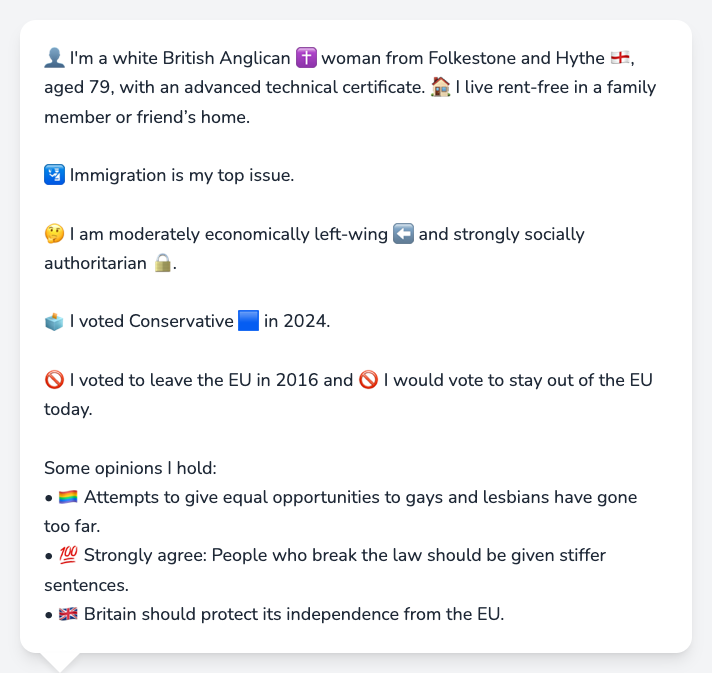 👤 I'm a white British Anglican ✝️ woman from Folkestone and Hythe 🏴󠁧󠁢󠁥󠁮󠁧󠁿,
aged 79, with an advanced technical certificate. 🏠 I live rent-free in a family
member or friend’s home.
🛂 Immigration is my top issue.
🤔 I am moderately economically left-wing ⬅️ and strongly socially
authoritarian 🔒.
🗳️ I voted Conservative 🟦 in 2024.
🚫 I voted to leave the EU in 2016 and 🚫 I would vote to stay out of the EU
today.
Some opinions I hold:
• 🏳️‍🌈 Attempts to give equal opportunities to gays and lesbians have gone
too far.
• 💯 Strongly agree: People who break the law should be given stiffer
sentences.
• 🇬🇧 Britain should protect its independence from the EU.